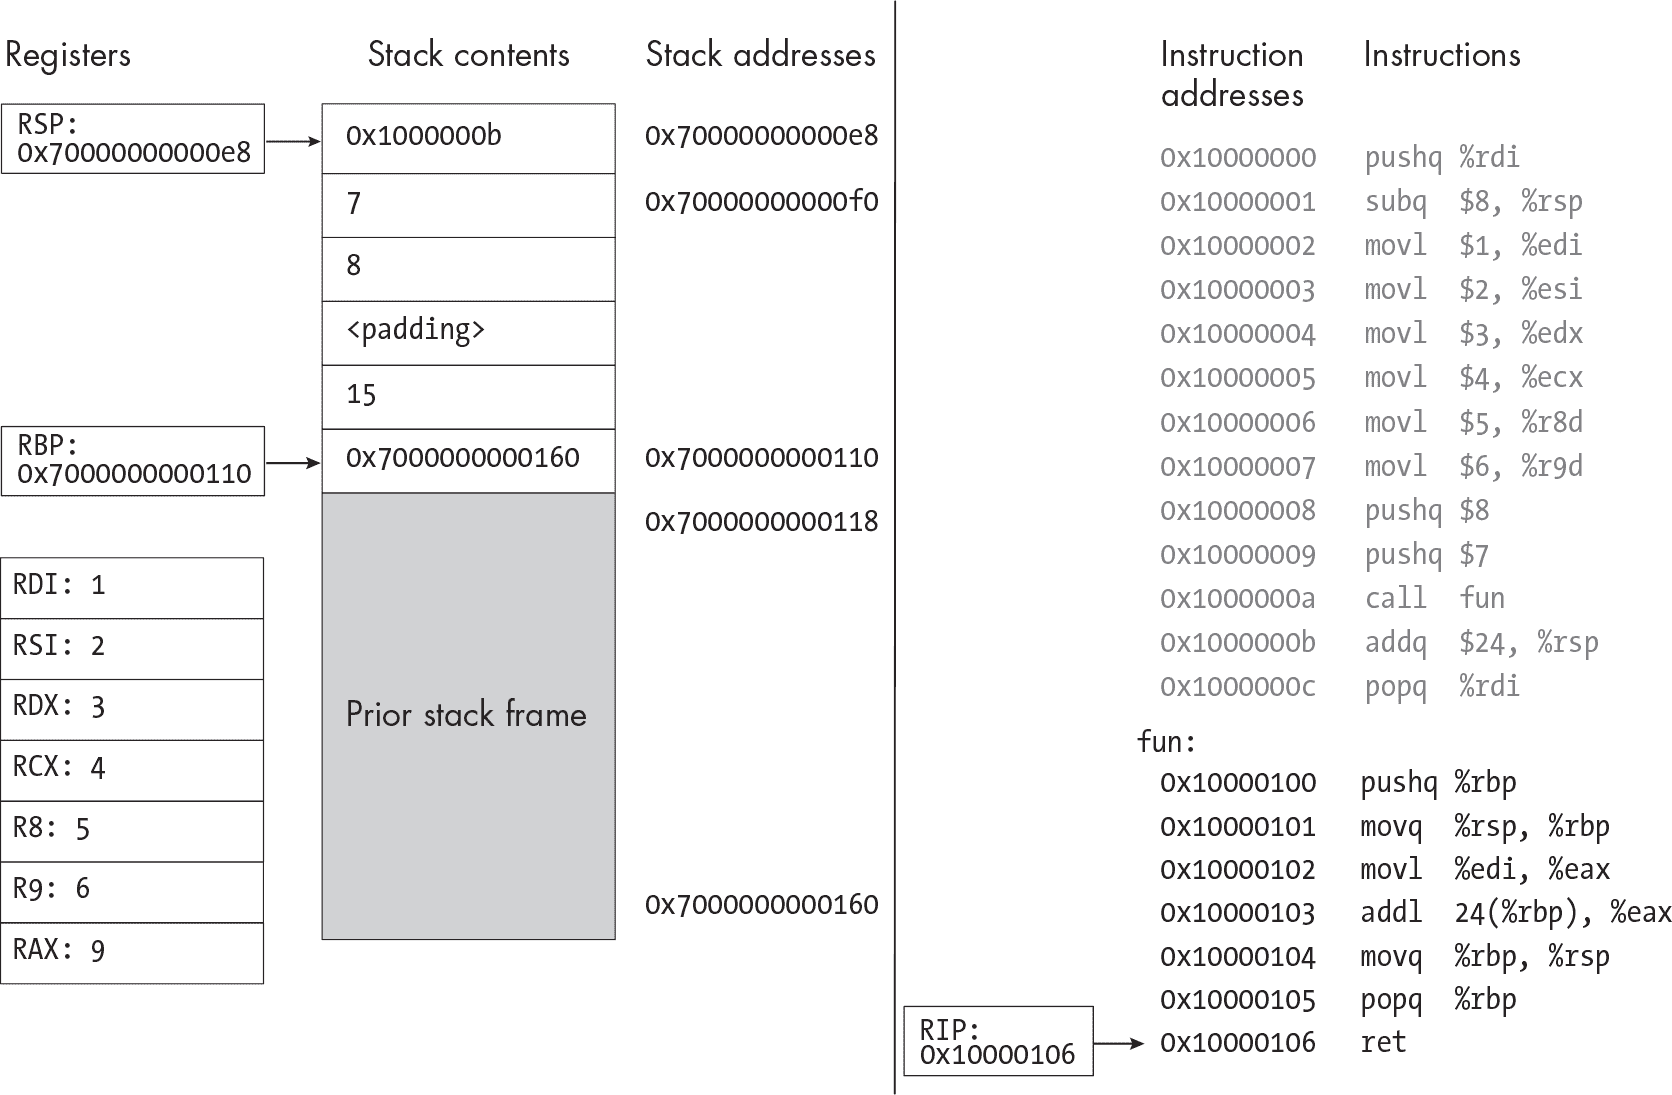 Registers
RSP:
0x70000000000e8
RBP:
0x7000000000110
RDI: 1
RSI: 2
RDX: 3
RCX: 4
R8: 5
R9: 6
RAX: 9
Stack contents
0x1000000b
7
8
<padding>
15
0x7000000000160
Prior stack frame
Stack addresses
0x70000000000e8
0x70000000000f0
0x7000000000110
0x7000000000118
0x7000000000160
Instruction
addresses
Instructions
0x10000000 pushq %rdi
0x10000001 subq $8, %rsp
0x10000002 movl $1, %edi
0x10000003 movl $2, %esi
0x10000004 movl $3, %edx
0x10000005 movl $4, %ecx
0x10000006 movl $5, %r8d
0x10000007 movl $6, %r9d
0x10000008 pushq $8
0x10000009 pushq $7
0x1000000a call fun
0x1000000b addq $24, %rsp
0x1000000c popq %rdi
fun:
0x10000100 pushq %rbp
0x10000101 movq %rsp, %rbp
0x10000102 movl %edi, %eax
0x10000103 addl 24(%rbp), %eax
0x10000104 movq %rbp, %rsp
0x10000105 popq %rbp
0x10000106 ret
RIP:
0x10000106